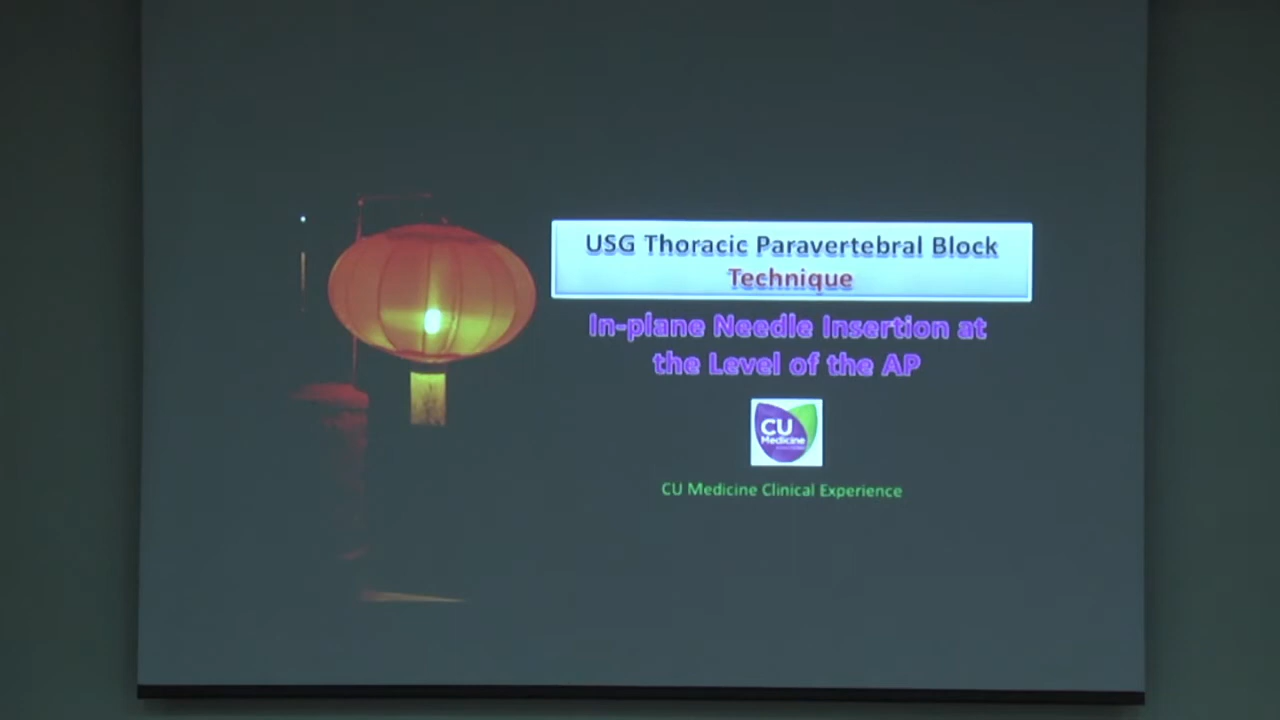 USG Thoracic Paravertebral Block
Technique
In-plane Needle Insertion at
the Level of the AP
CU
Medicine
CU Medicine Clinical Experience